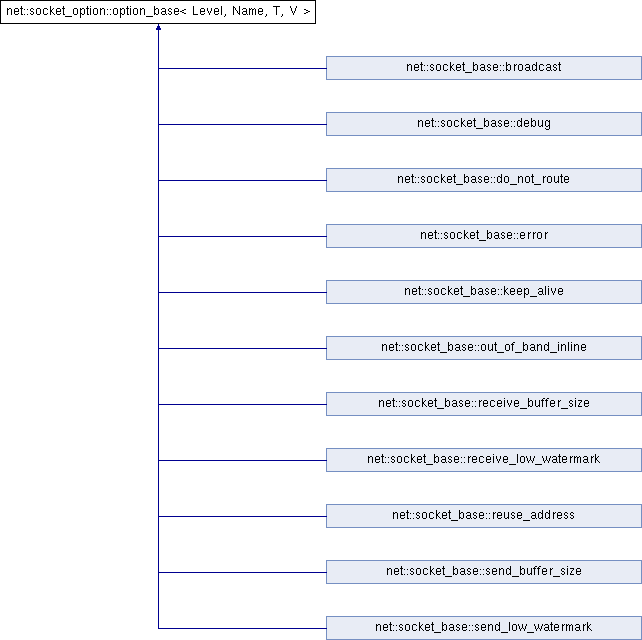 net::socket_option::option_base< Level, Name, T, V >
net::socket_base::broadcast
net::socket_base::debug
net::socket_base::do_not_route
net::socket_base::error
net::socket_base::keep_alive
net::socket_base::out_of_band_inline
net::socket_base::receive_buffer_size
net::socket_base::receive_low_watermark
net::socket_base::reuse_address
net::socket_base::send_buffer_size
net::socket_base::send_low_watermark